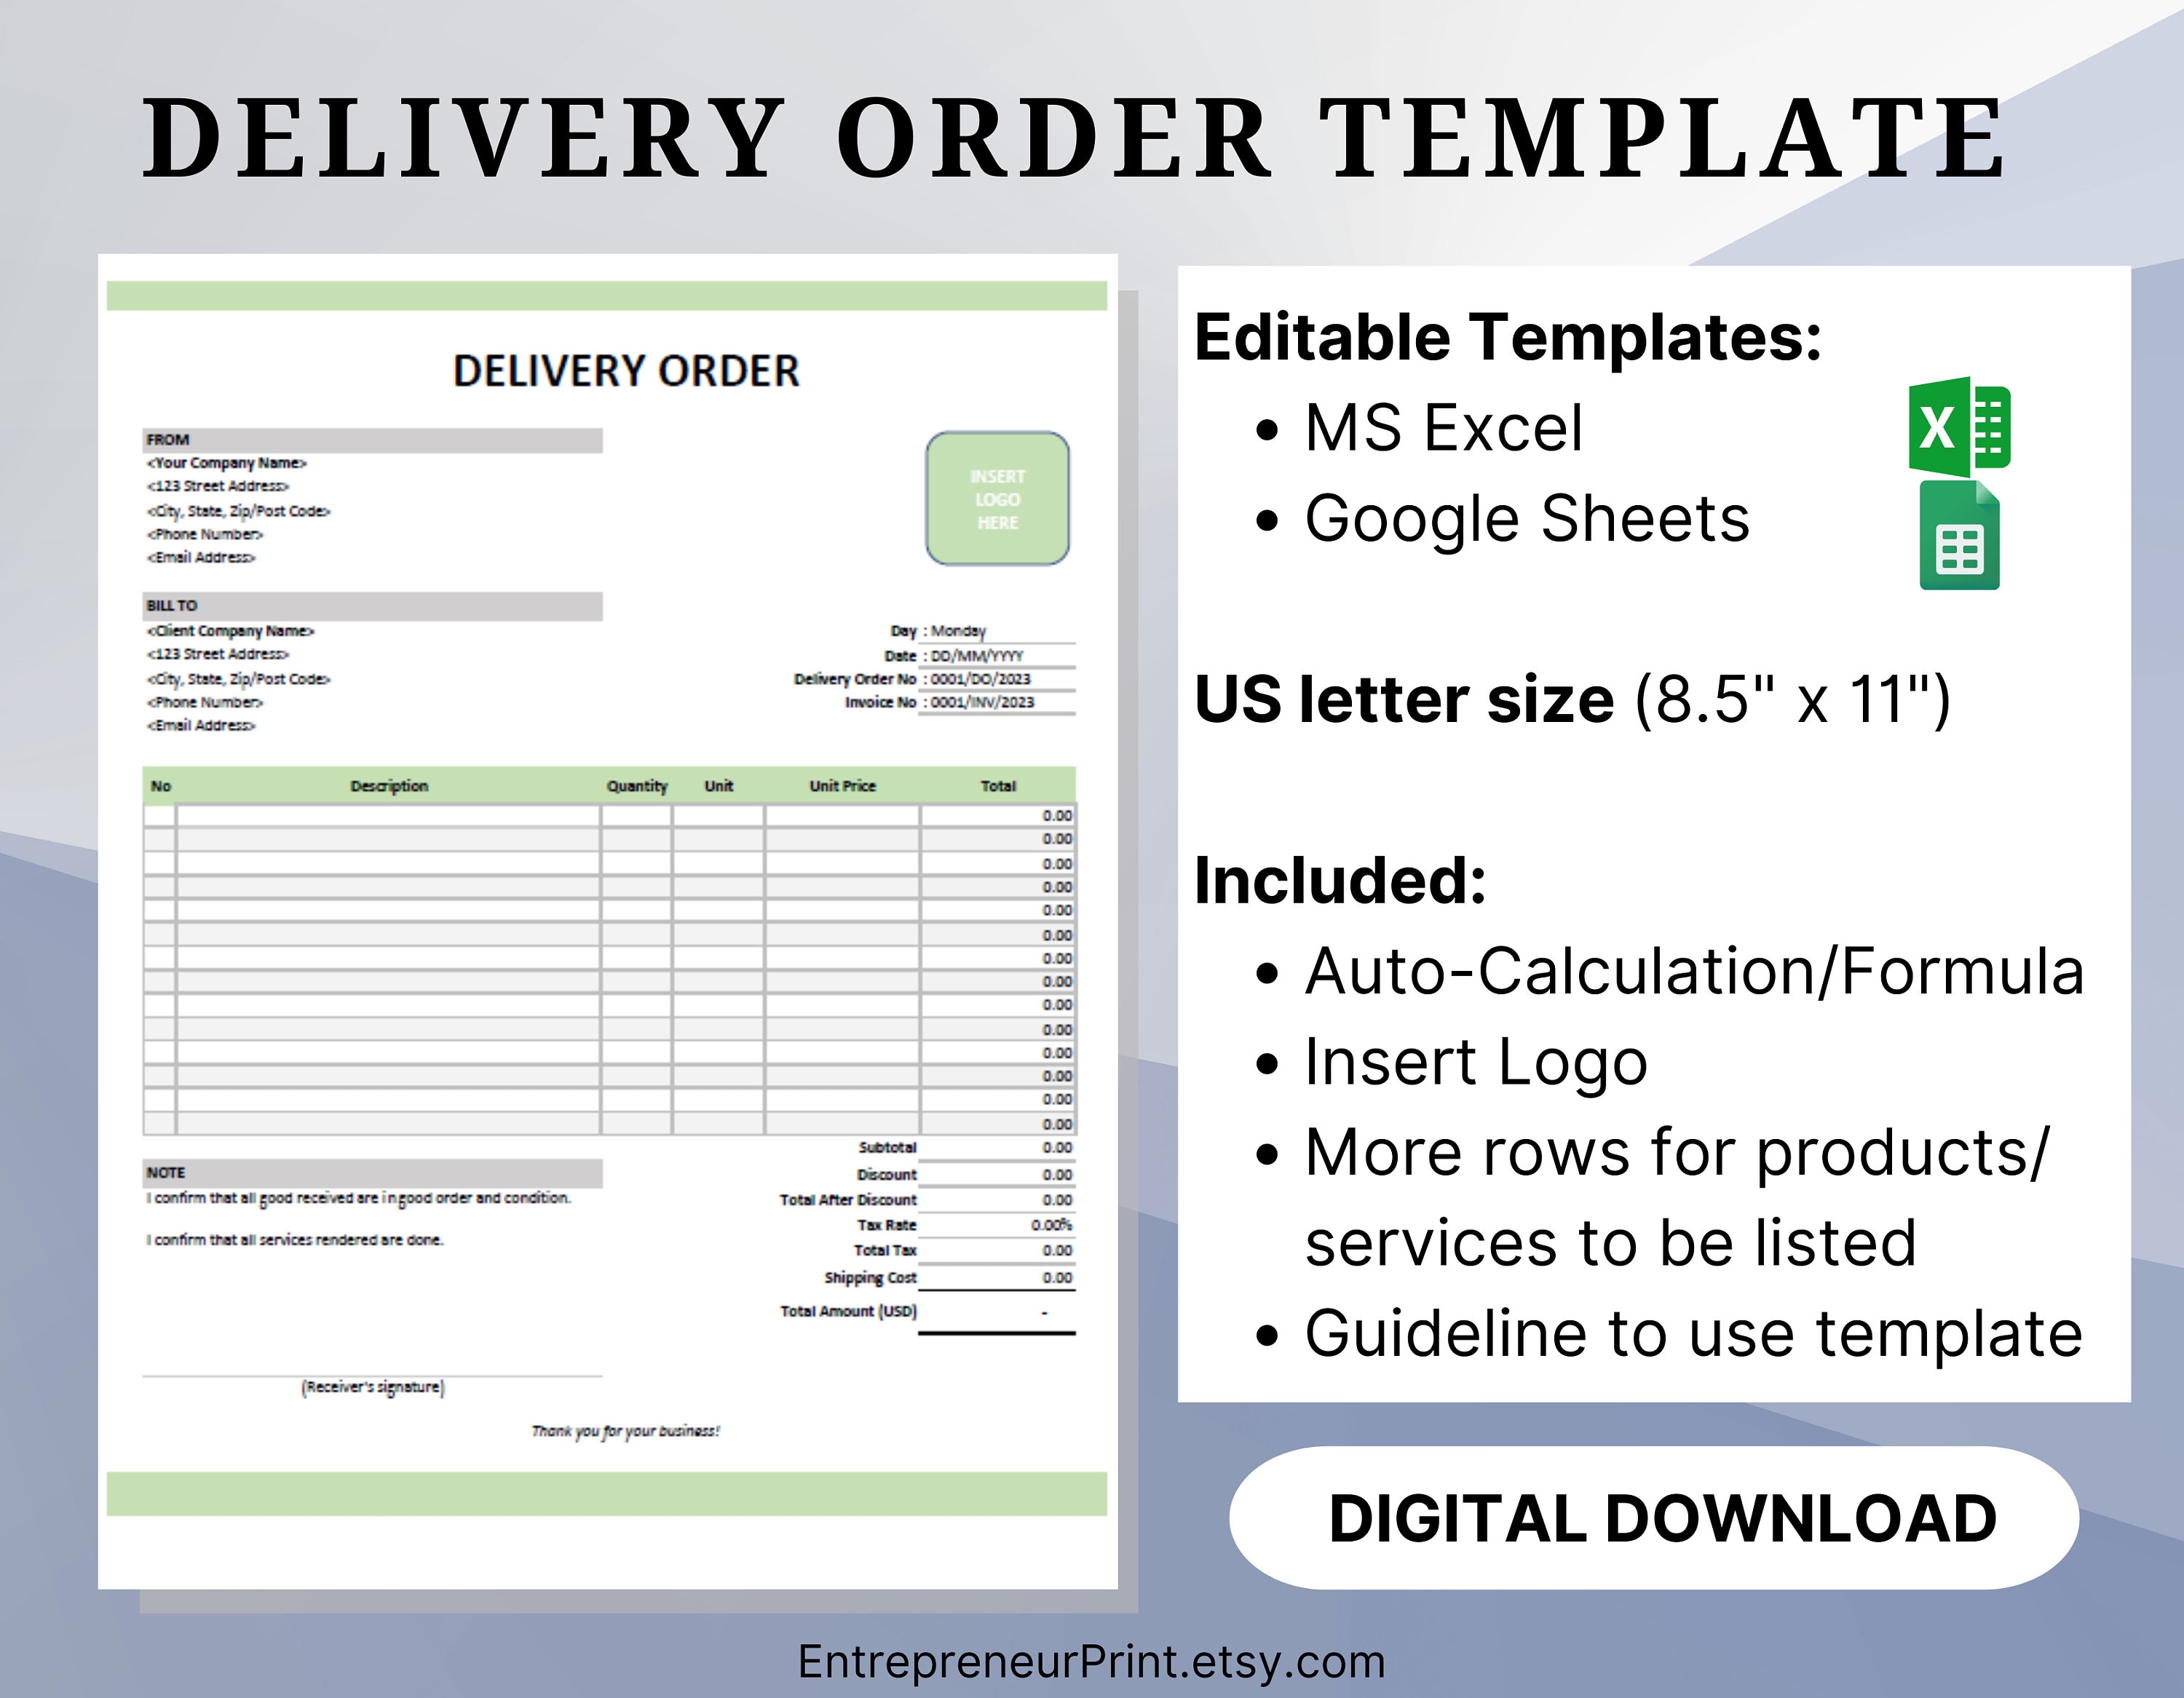 DELIVERY ORDER TEMPLATE
DELIVERY ORDER
FROM
<Your Company Name>
<123 Street Address>
<City, State, Zip/Post Code>
<Phone Number>
<Email Address>
INSERT
LOGO
HERE
BILL TO
<Client Company Name>
<123 Street Address>
<City, State, Zip/Post Code>
<Phone Number>
<Email Address>
Day : Monday
Date : DD/MM/YYYY
Delivery Order No : 0001/DO/2023
Invoice No : 0001/INV/2023
No Description Quantity Unit Unit Price Total
0.00
0.00
0.00
0.00
0.00
0.00
0.00
0.00
0.00
0.00
0.00
0.00
0.00
0.00
Subtotal 0.00
Discount 0.00
Total After Discount 0.00
Tax Rate 0.00%
Total Tax 0.00
Shipping Cost 0.00
Total Amount (USD) -
NOTE
I confirm that all good received are in good order and condition.
I confirm that all services rendered are done.
(Receiver's signature)
Thank you for your business!
Editable Templates:
• MS Excel
• Google Sheets
X
US letter size (8.5" x 11")
Included:
• Auto-Calculation/Formula
• Insert Logo
• More rows for products/
services to be listed
• Guideline to use template
DIGITAL DOWNLOAD
EntrepreneurPrint.etsy.com